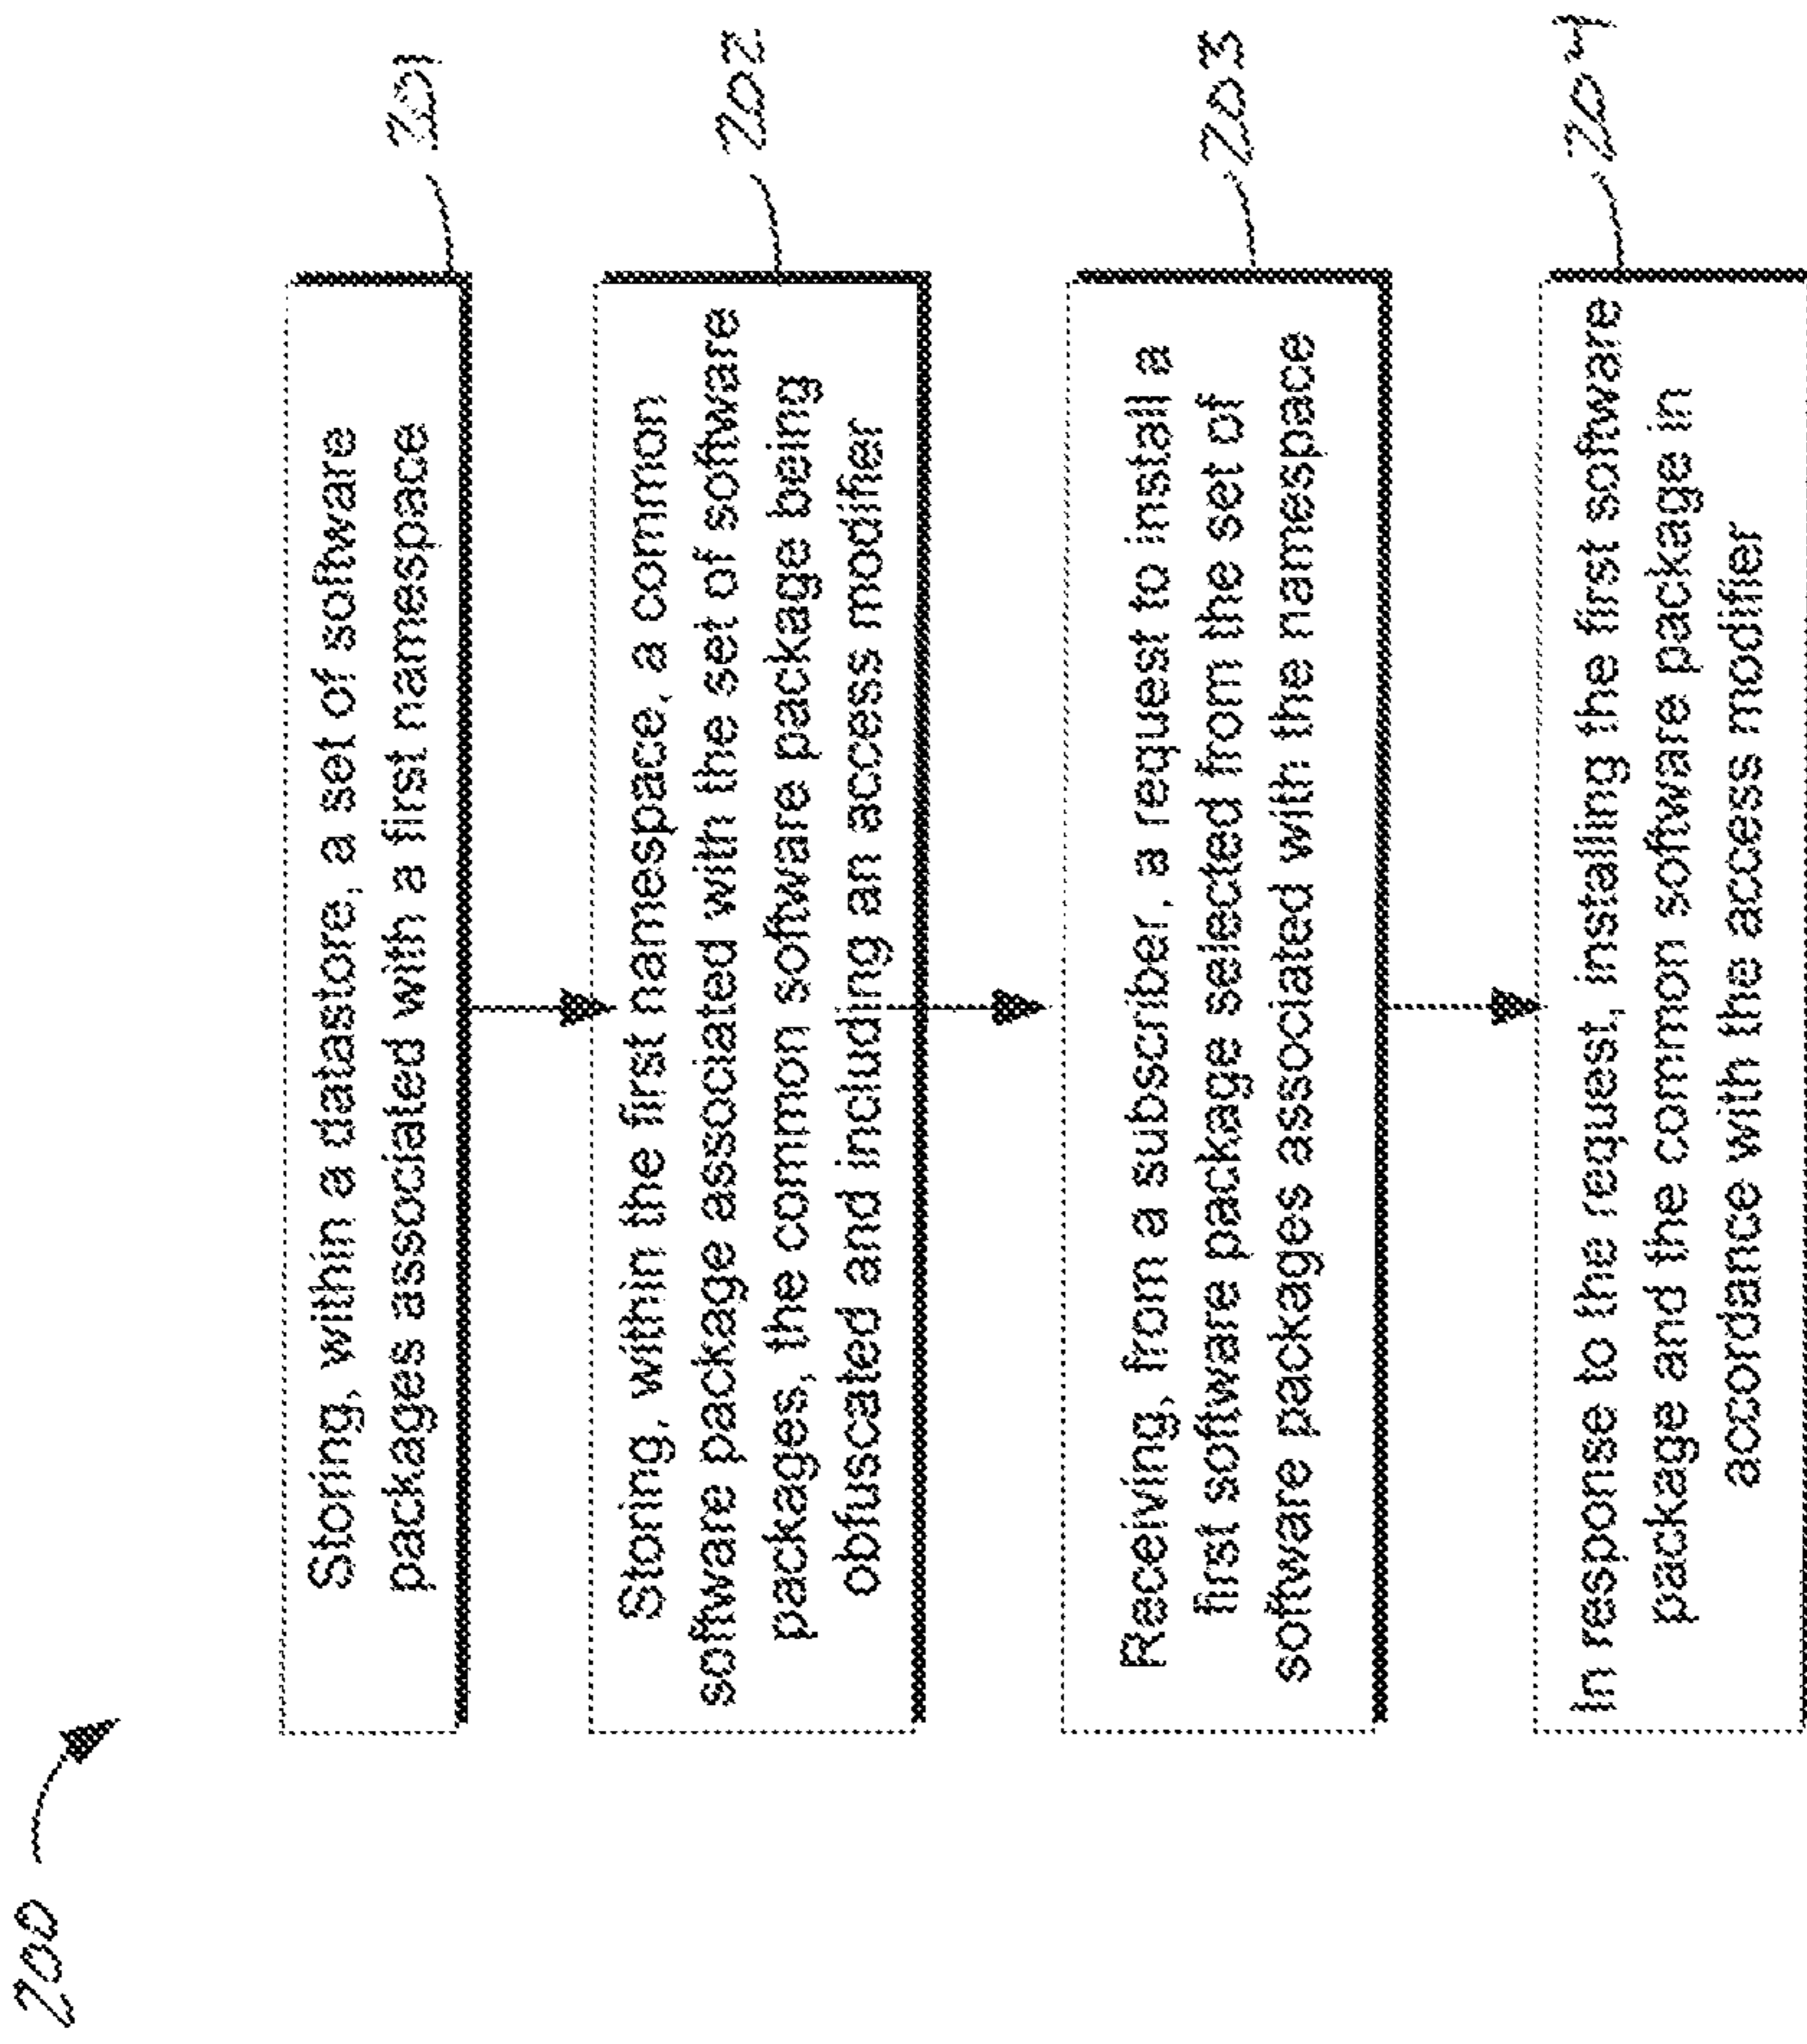 200
Storing, within a datastore, a set of software
packages associated with a first namespace
201
Storing, within the first namespace, a common
software package associated with the set of software
packages, the common software package being
obfuscated and including an access modifier
202
Receiving, from a subscriber, a request to install a
first software package selected from the set of
software packages associated with the namespace
203
In response to the request, installing the first software
package and the common software package in
accordance with the access modifier
204